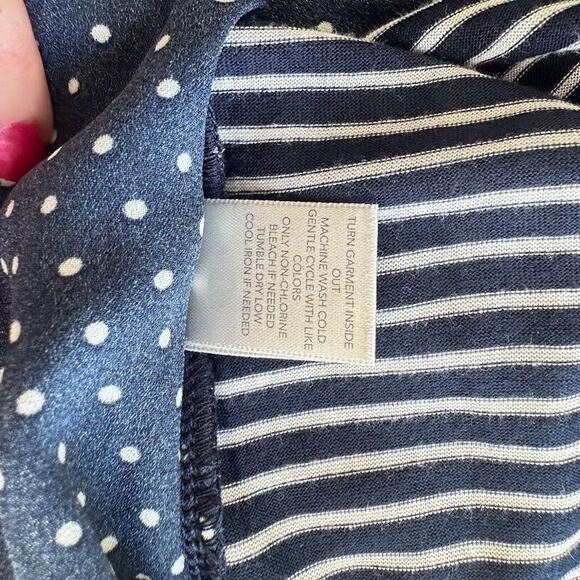 TURN GARMENT INSIDE
OUT
MACHINE WASH COLD
GENTLE CYCLE WITH LIKE
COLORS
ONLY NON-CHLORINE
BLEACH IF NEEDED
TUMBLE DRY LOW
COOL IRON IF NEEDED